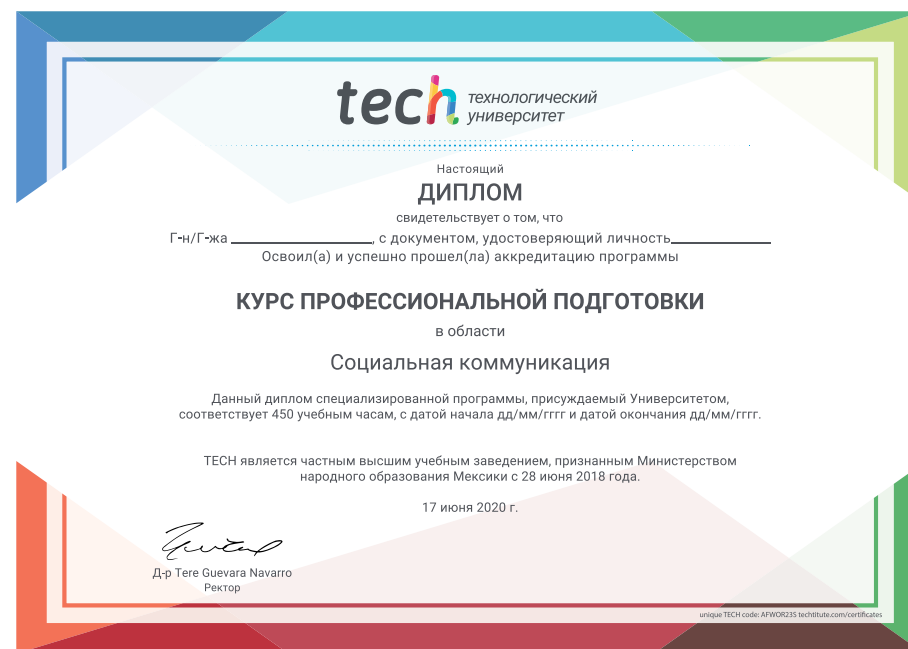 tech технологический
университет
Настоящий
ДИПЛОМ
свидетельствует о том, что
Г-н/Г-жа ____________, с документом, удостоверяющий личность____________
Освоил(а) и успешно прошел(ла) аккредитацию программы
КУРС ПРОФЕССИОНАЛЬНОЙ ПОДГОТОВКИ
в области
Социальная коммуникация
Данный диплом специализированной программы, присуждаемый Университетом,
соответствует 450 учебным часам, с датой начала дд/мм/гггг и датой окончания дд/мм/гггг.
TECH является частным высшим учебным заведением, признанным Министерством
народного образования Мексики с 28 июня 2018 года.
17 июня 2020 г.
Д-р Tere Guevara Navarro
Ректор
unique TECH code: AFWOR235 techtitute.com/certificates